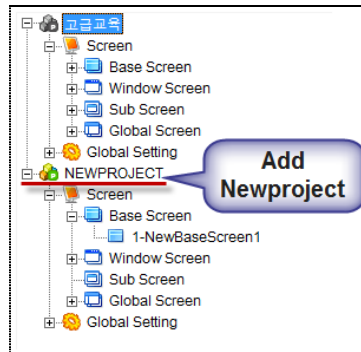 고급교육
Screen
Base Screen
Window Screen
Sub Screen
Global Screen
Global Setting
NEWPROJECT
Screen
Base Screen
1-NewBaseScreen1
Window Screen
Sub Screen
Global Screen
Global Setting
Add
Newproject